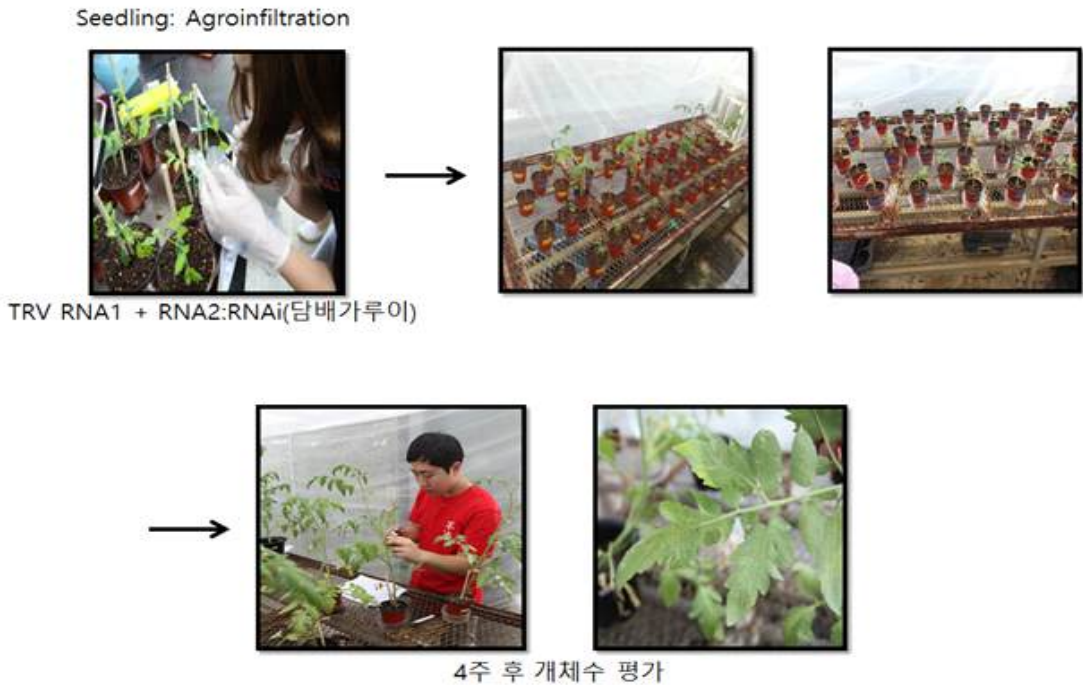 Seedling: Agroinfiltration
TRV RNA1 + RNA2:RNAi(담배가루이)
4주 후 개체수 평가